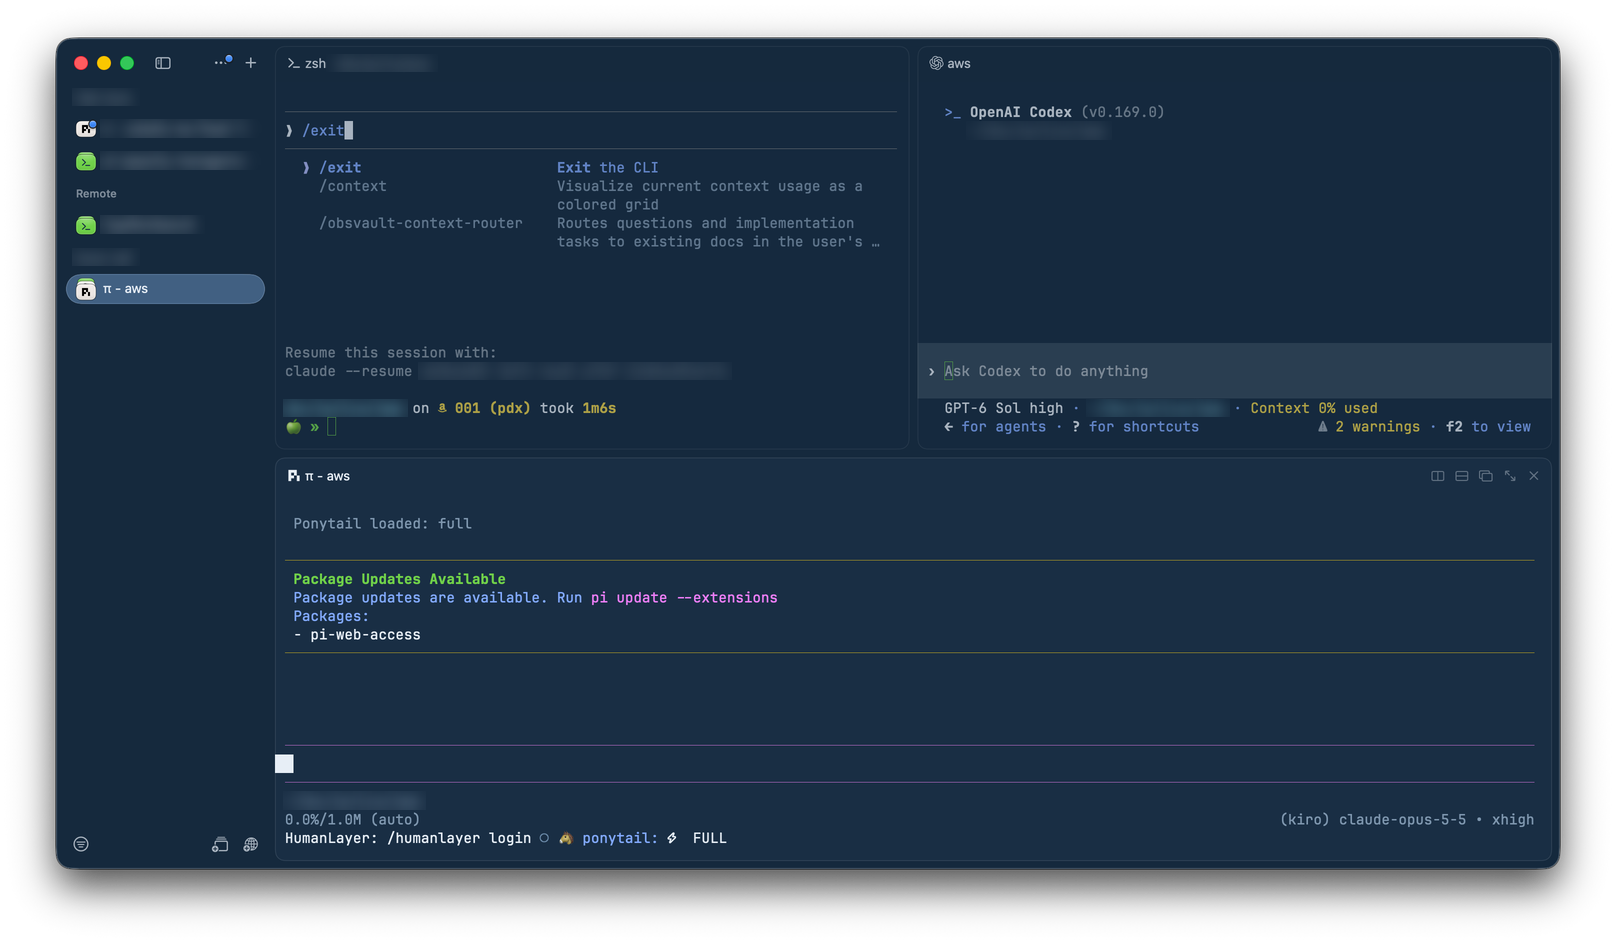 Remote
π - aws
zsh
❯ /exit
❯ /exit Exit the CLI
/context Visualize current context usage as a
colored grid
/obsvault-context-router Routes questions and implementation
tasks to existing docs in the user's …
Resume this session with:
claude --resume
on 001 (pdx) took 1m6s
»
aws
>_ OpenAI Codex (v0.169.0)
› Ask Codex to do anything
GPT-6 Sol high · · Context 0% used
← for agents · ? for shortcuts 2 warnings · f2 to view
π - aws
Ponytail loaded: full
Package Updates Available
Package updates are available. Run pi update --extensions
Packages:
- pi-web-access
0.0%/1.0M (auto) (kiro) claude-opus-5-5 • xhigh
HumanLayer: /humanlayer login ○ 🐴 ponytail: ⚡ FULL